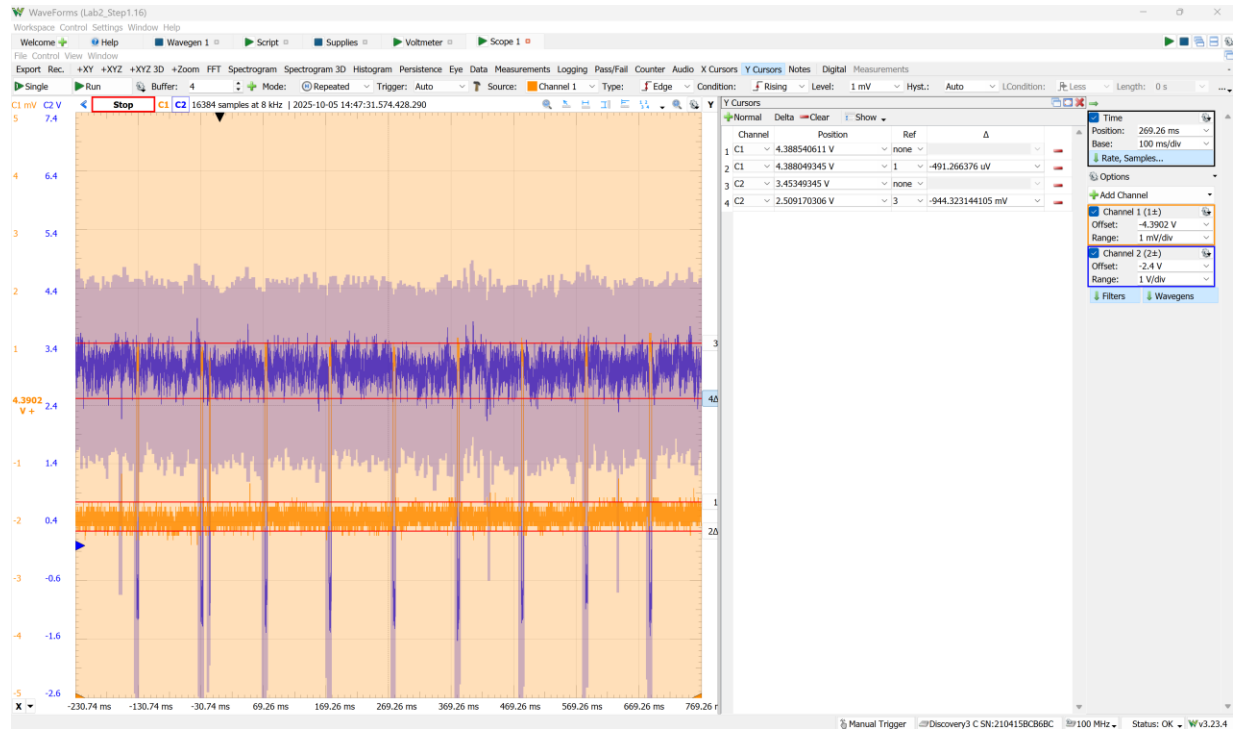 WaveForms (Lab2_Step1.16)
Workspace Control Settings Window Help
Welcome Help Wavegen 1 Script Supplies Voltmeter Scope 1
File Control View Window
Export Rec. +XY +XYZ +XYZ 3D +Zoom FFT Spectrogram Spectrogram 3D Histogram Persistence Eye Data Measurements Logging Pass/Fail Counter Audio X Cursors Y Cursors Notes Digital Measurements
Single Run Buffer: 4 Mode: Repeated Trigger: Auto Source: Channel 1 Type: Edge Condition: Rising Level: 1 mV Hyst.: Auto LCondition: Less Length: 0 s ...
C1 mV C2 V Stop C1 C2 16384 samples at 8 kHz | 2025-10-05 14:47:31.574.428.290 Y
5 7.4
4 6.4
3 5.4
2 4.4
1 3.4
4.3902 V + 2.4
-1 1.4
-2 0.4
-3 -0.6
-4 -1.6
-5 -2.6
3
4Δ
1
2Δ
X -230.74 ms -130.74 ms -30.74 ms 69.26 ms 169.26 ms 269.26 ms 369.26 ms 469.26 ms 569.26 ms 669.26 ms 769.26 r
Y Cursors
Normal Delta Clear Show
Channel Position Ref Δ
1 C1 4.388540611 V none
2 C1 4.388049345 V 1 -491.266376 uV
3 C2 3.45349345 V none
4 C2 2.509170306 V 3 -944.323144105 mV
Time
Position: 269.26 ms
Base: 100 ms/div
Rate, Samples...
Options
Add Channel
Channel 1 (1±)
Offset: -4.3902 V
Range: 1 mV/div
Channel 2 (2±)
Offset: -2.4 V
Range: 1 V/div
Filters Wavegens
Manual Trigger Discovery3 C SN:210415BCB6BC 100 MHz Status: OK v3.23.4